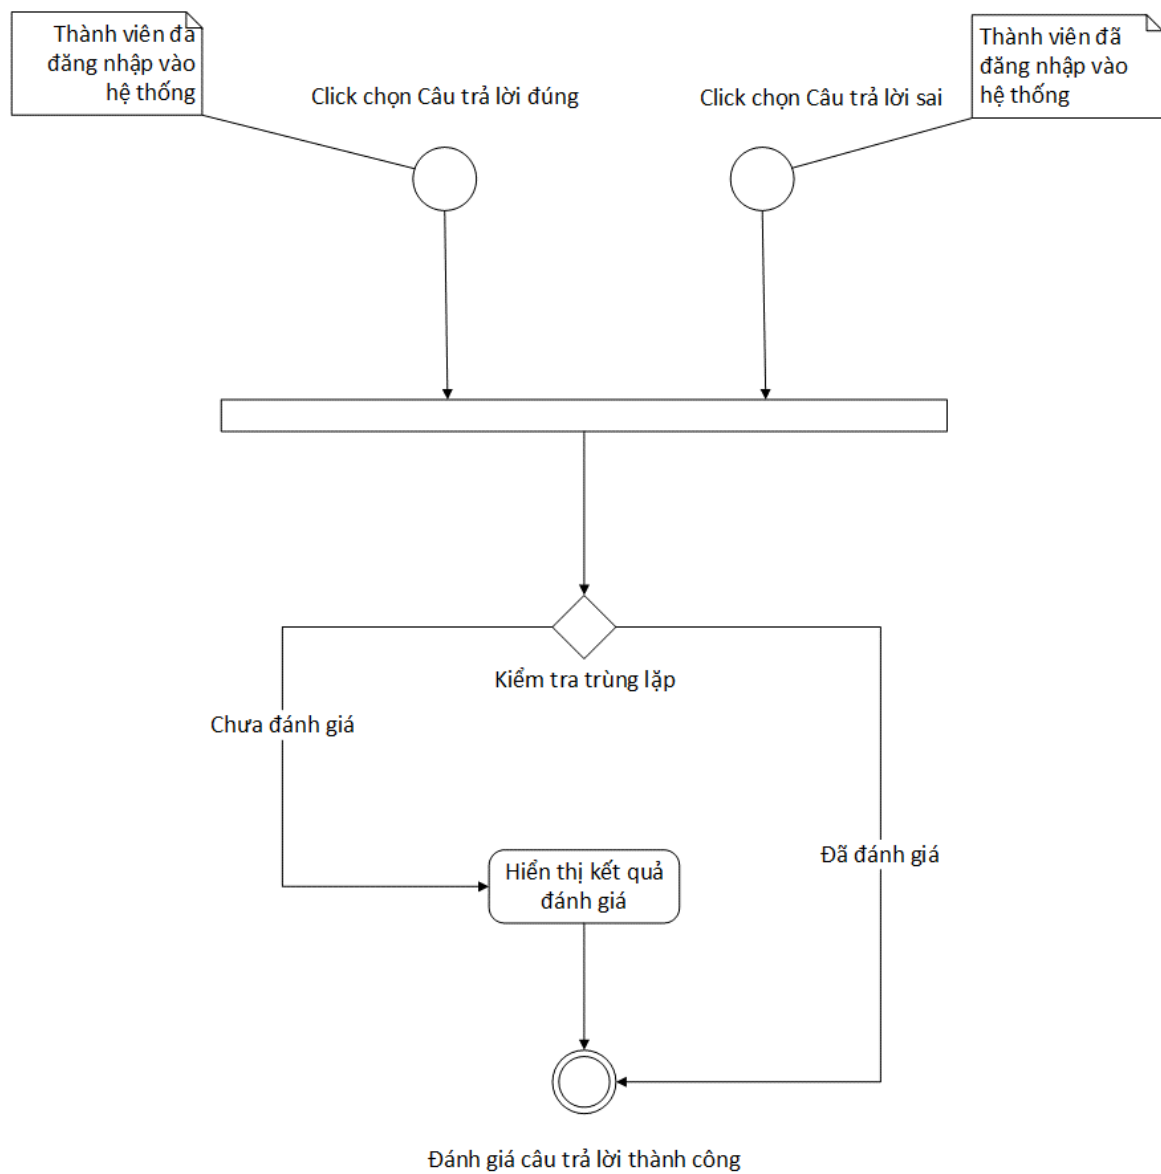 Thành viên đã
đăng nhập vào
hệ thống
Thành viên đã
đăng nhập vào
hệ thống
Click chọn Câu trả lời đúng
Click chọn Câu trả lời sai
Kiểm tra trùng lặp
Chưa đánh giá
Đã đánh giá
Hiển thị kết quả
đánh giá
Đánh giá câu trả lời thành công